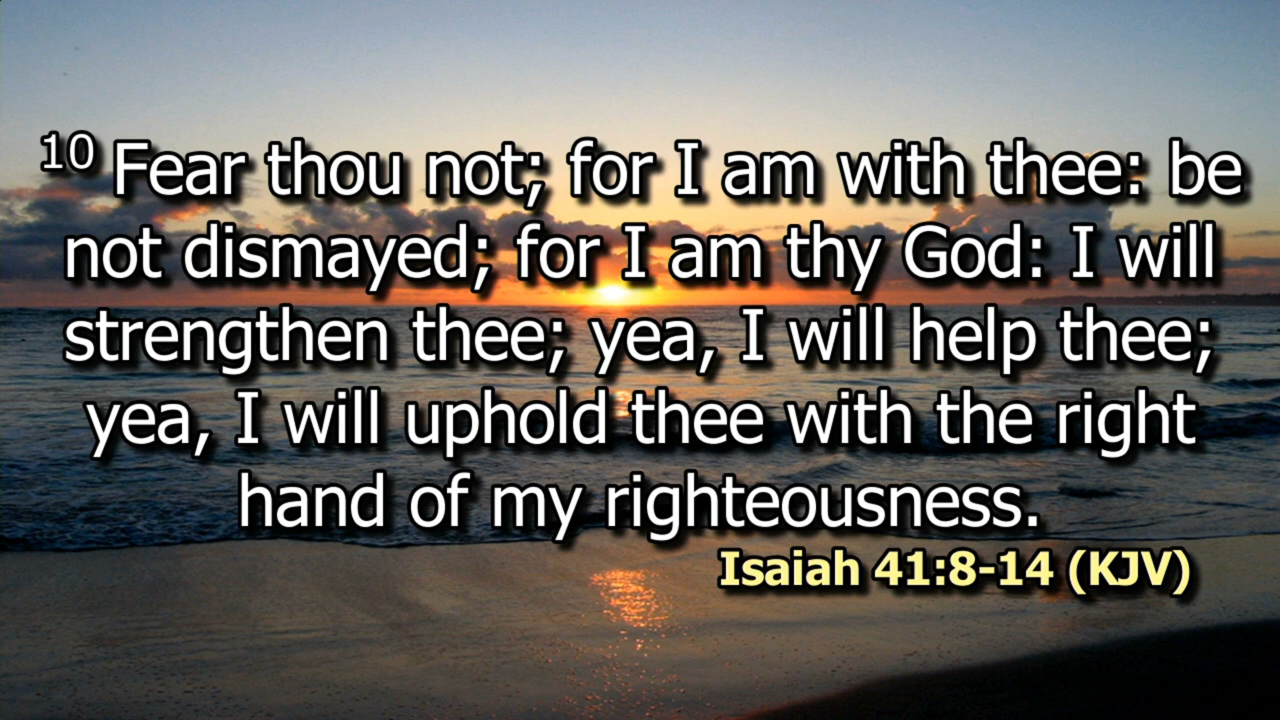 10 Fear thou not; for I am with thee: be
not dismayed; for I am thy God: I will
strengthen thee; yea, I will help thee;
yea, I will uphold thee with the right
hand of my righteousness.
Isaiah 41:8-14 (KJV)